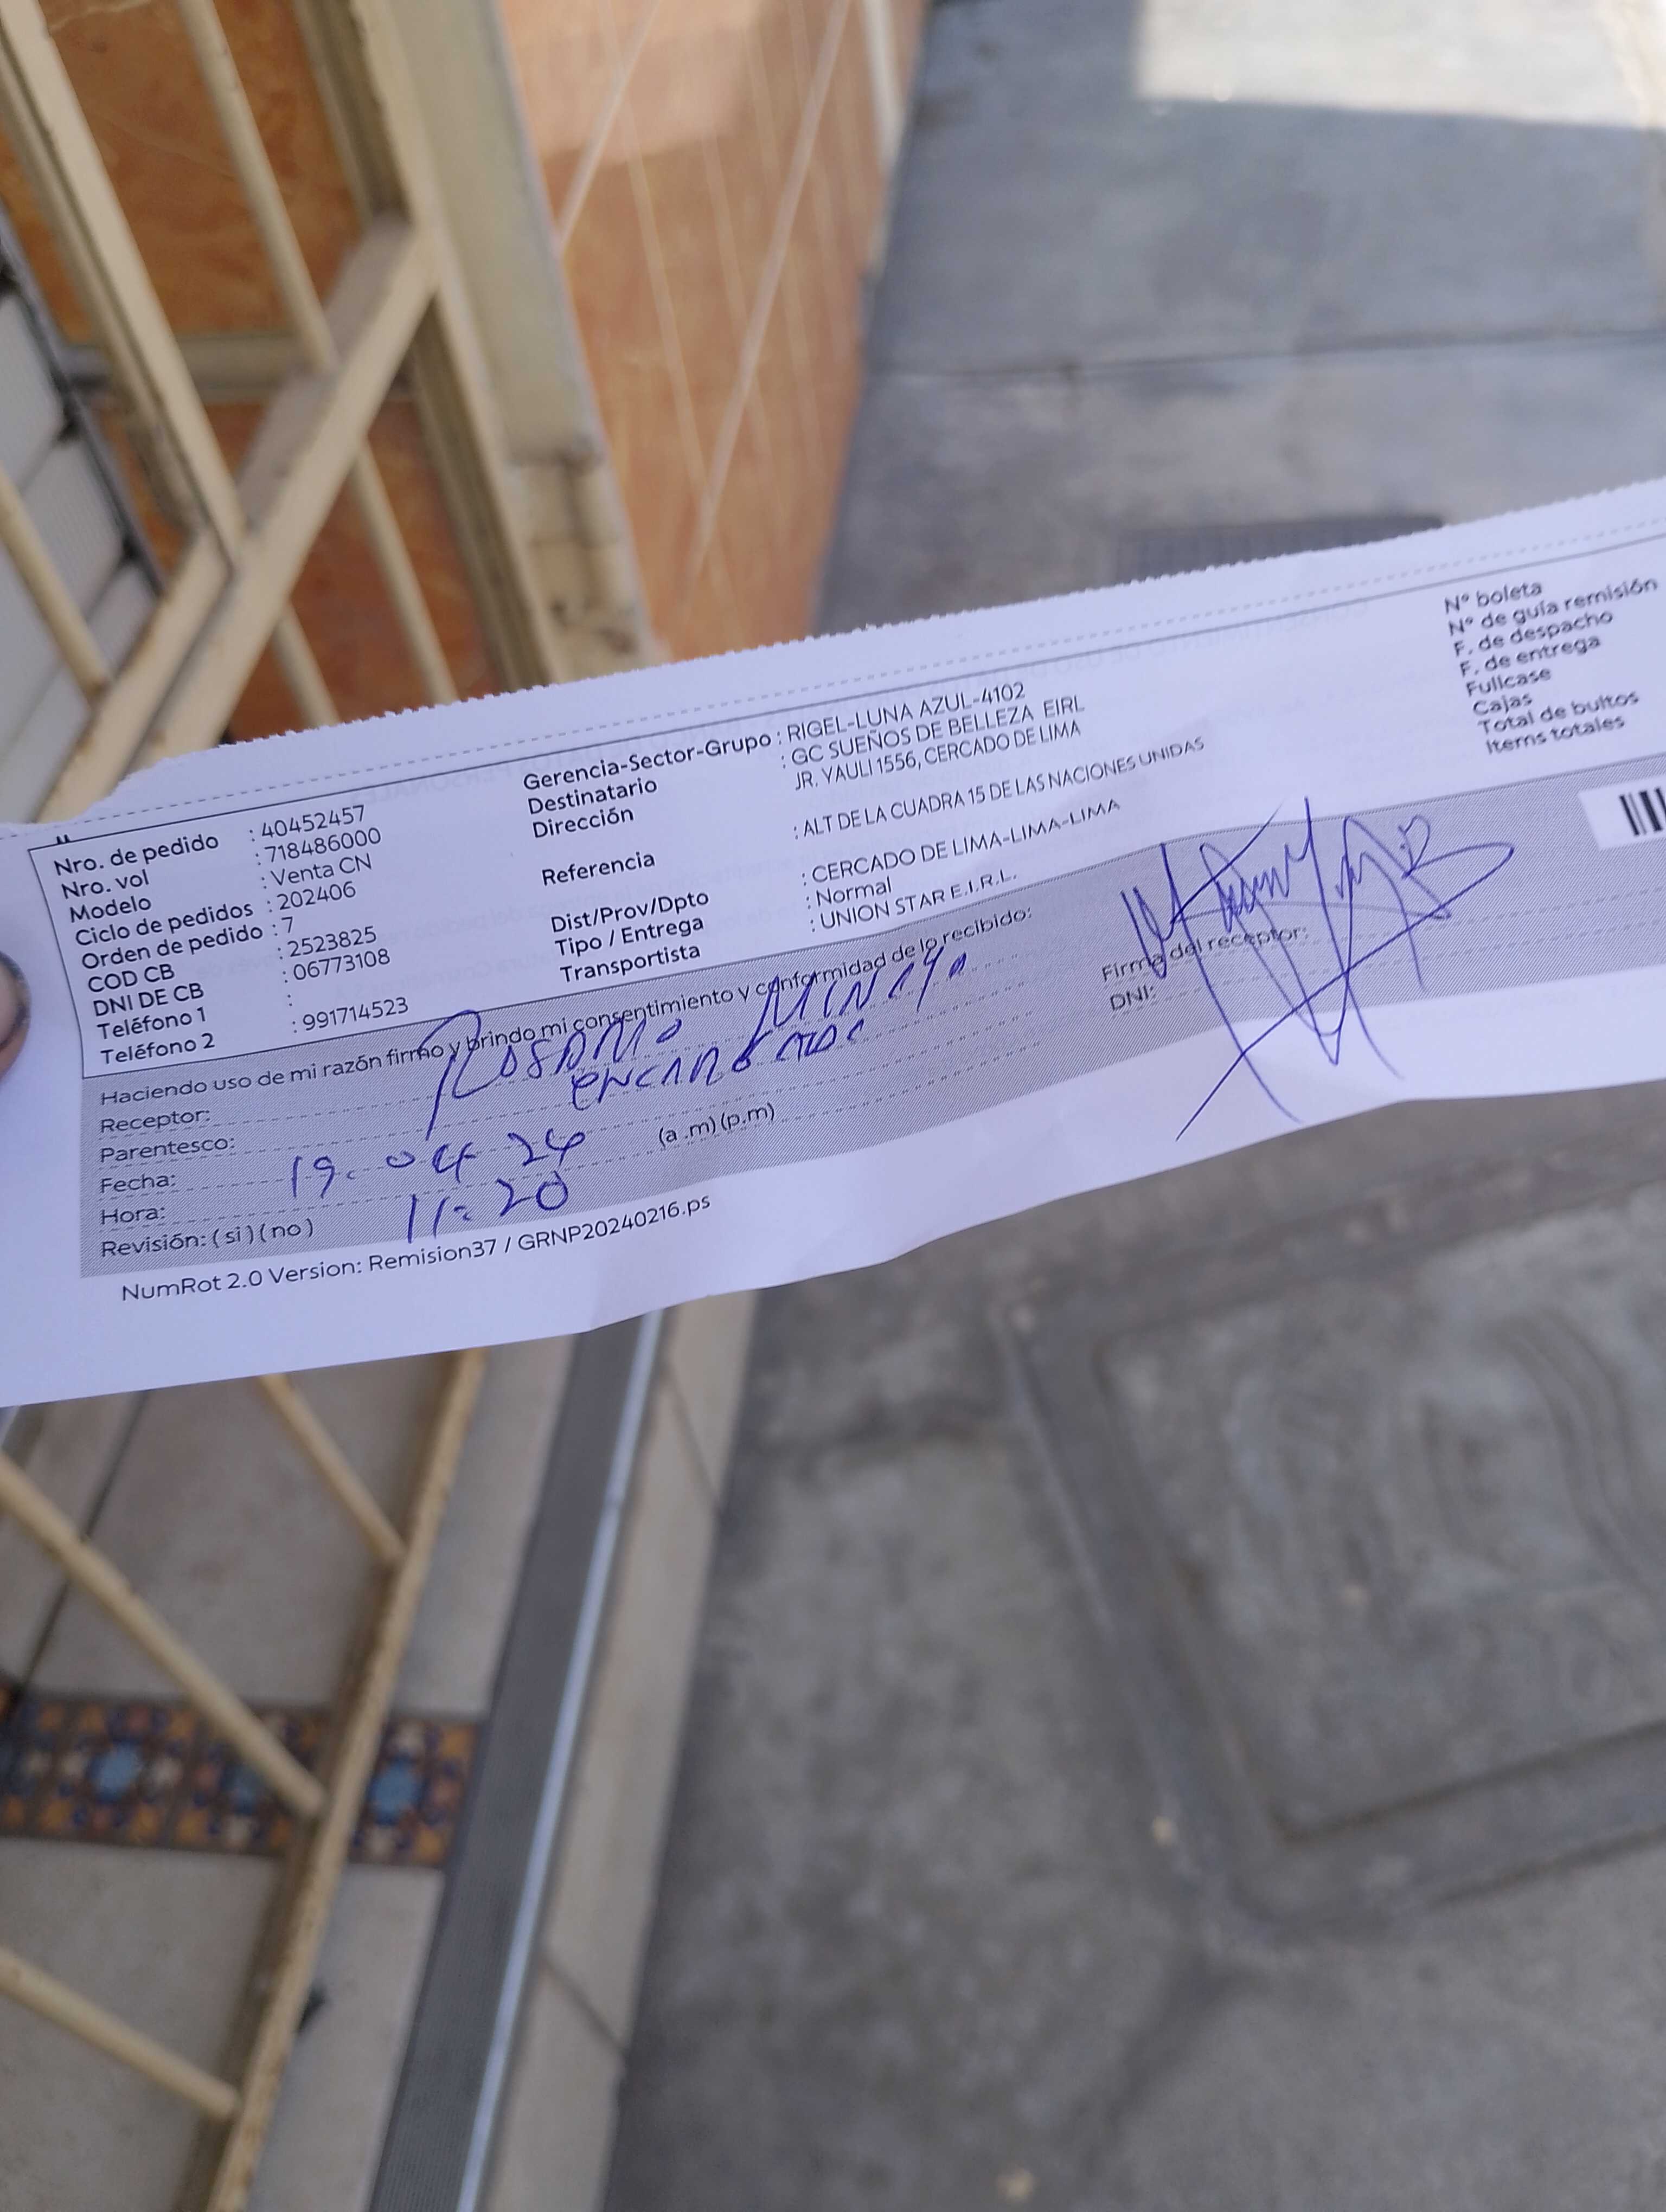 Nro. de pedido : 40452457
Nro. vol : 718486000
Modelo : Venta CN
Ciclo de pedidos : 202406
Orden de pedido : 7
COD CB : 2523825
DNI DE CB : 06773108
Teléfono 1 :
Teléfono 2 : 991714523
Gerencia-Sector-Grupo : RIGEL-LUNA AZUL-4102
Destinatario : GC SUEÑOS DE BELLEZA EIRL
Dirección JR. YAULI 1556, CERCADO DE LIMA
Referencia : ALT DE LA CUADRA 15 DE LAS NACIONES UNIDAS
Dist/Prov/Dpto : CERCADO DE LIMA-LIMA-LIMA
Tipo / Entrega : Normal
Transportista : UNION STAR E.I.R.L.
Nº boleta
Nº de guía remisión
F. de despacho
F. de entrega
Fullcase
Cajas
Total de bultos
Items totales
Haciendo uso de mi razón firmo y brindo mi consentimiento y conformidad de lo recibido:
Receptor:
Parentesco:
Fecha: 19.04 24
Hora: 11:20 (a .m) (p.m)
Revisión: ( si ) ( no )
Firma del receptor:
DNI:
NumRot 2.0 Version: Remision37 / GRNP20240216.ps